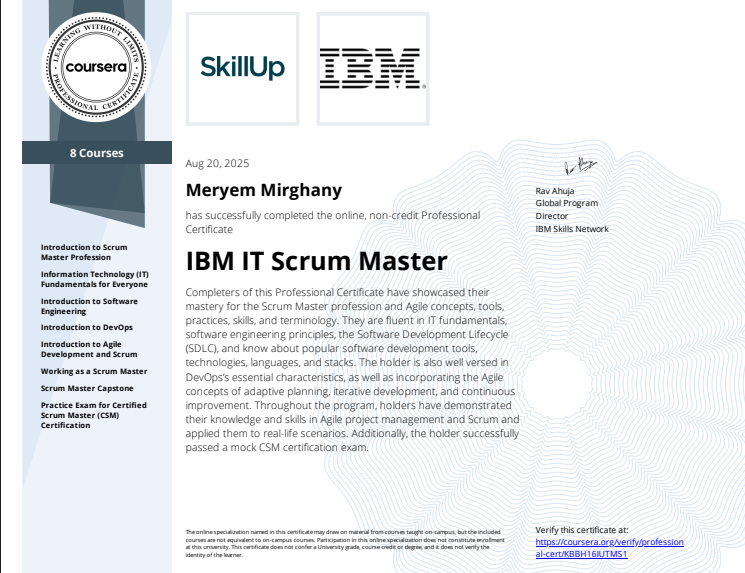 LEARNING WITHOUT LIMITS
coursera
PROFESSIONAL CERTIFICATE
8 Courses
Introduction to Scrum
Master Profession
Information Technology (IT)
Fundamentals for Everyone
Introduction to Software
Engineering
Introduction to DevOps
Introduction to Agile
Development and Scrum
Working as a Scrum Master
Scrum Master Capstone
Practice Exam for Certified
Scrum Master (CSM)
Certification
SkillUp
IBM®
Aug 20, 2025
Meryem Mirghany
has successfully completed the online, non-credit Professional
Certificate
IBM IT Scrum Master
Completers of this Professional Certificate have showcased their
mastery for the Scrum Master profession and Agile concepts, tools,
practices, skills, and terminology. They are fluent in IT fundamentals,
software engineering principles, the Software Development Lifecycle
(SDLC), and know about popular software development tools,
technologies, languages, and stacks. The holder is also well versed in
DevOps's essential characteristics, as well as incorporating the Agile
concepts of adaptive planning, iterative development, and continuous
improvement. Throughout the program, holders have demonstrated
their knowledge and skills in Agile project management and Scrum and
applied them to real-life scenarios. Additionally, the holder successfully
passed a mock CSM certification exam.
Rav Ahuja
Global Program
Director
IBM Skills Network
The online specialization named in this certificate may draw on material from courses taught on-campus, but the included
courses are not equivalent to on-campus courses. Participation in this online specialization does not constitute enrollment
at this university. This certificate does not confer a University grade, course credit or degree, and it does not verify the
identity of the learner.
Verify this certificate at:
https://coursera.org/verify/profession
al-cert/KBBH16IUTMS1